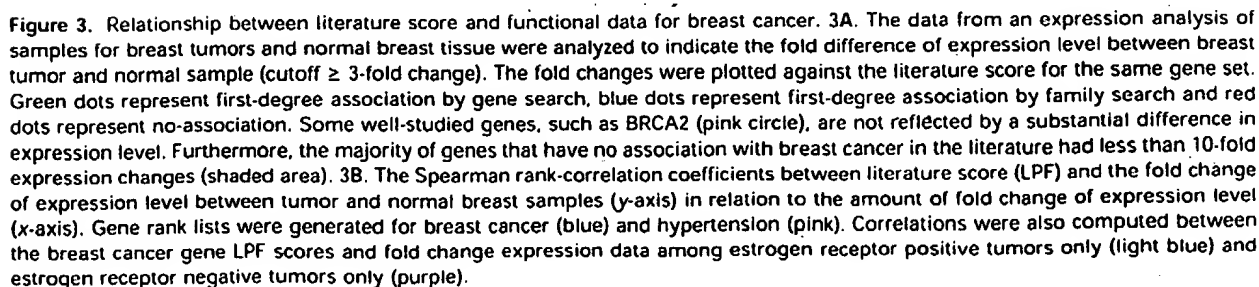 Figure 3. Relationship between literature score and functional data for breast cancer. 3A. The data from an expression analysis of
samples for breast tumors and normal breast tissue were analyzed to indicate the fold difference of expression level between breast
tumor and normal sample (cutoff ≥ 3-fold change). The fold changes were plotted against the literature score for the same gene set.
Green dots represent first-degree association by gene search, blue dots represent first-degree association by family search and red
dots represent no-association. Some well-studied genes, such as BRCA2 (pink circle), are not reflected by a substantial difference in
expression level. Furthermore, the majority of genes that have no association with breast cancer in the literature had less than 10-fold
expression changes (shaded area). 3B. The Spearman rank-correlation coefficients between literature score (LPF) and the fold change
of expression level between tumor and normal breast samples (y-axis) in relation to the amount of fold change of expression level
(x-axis). Gene rank lists were generated for breast cancer (blue) and hypertension (pink). Correlations were also computed between
the breast cancer gene LPF scores and fold change expression data among estrogen receptor positive tumors only (light blue) and
estrogen receptor negative tumors only (purple).